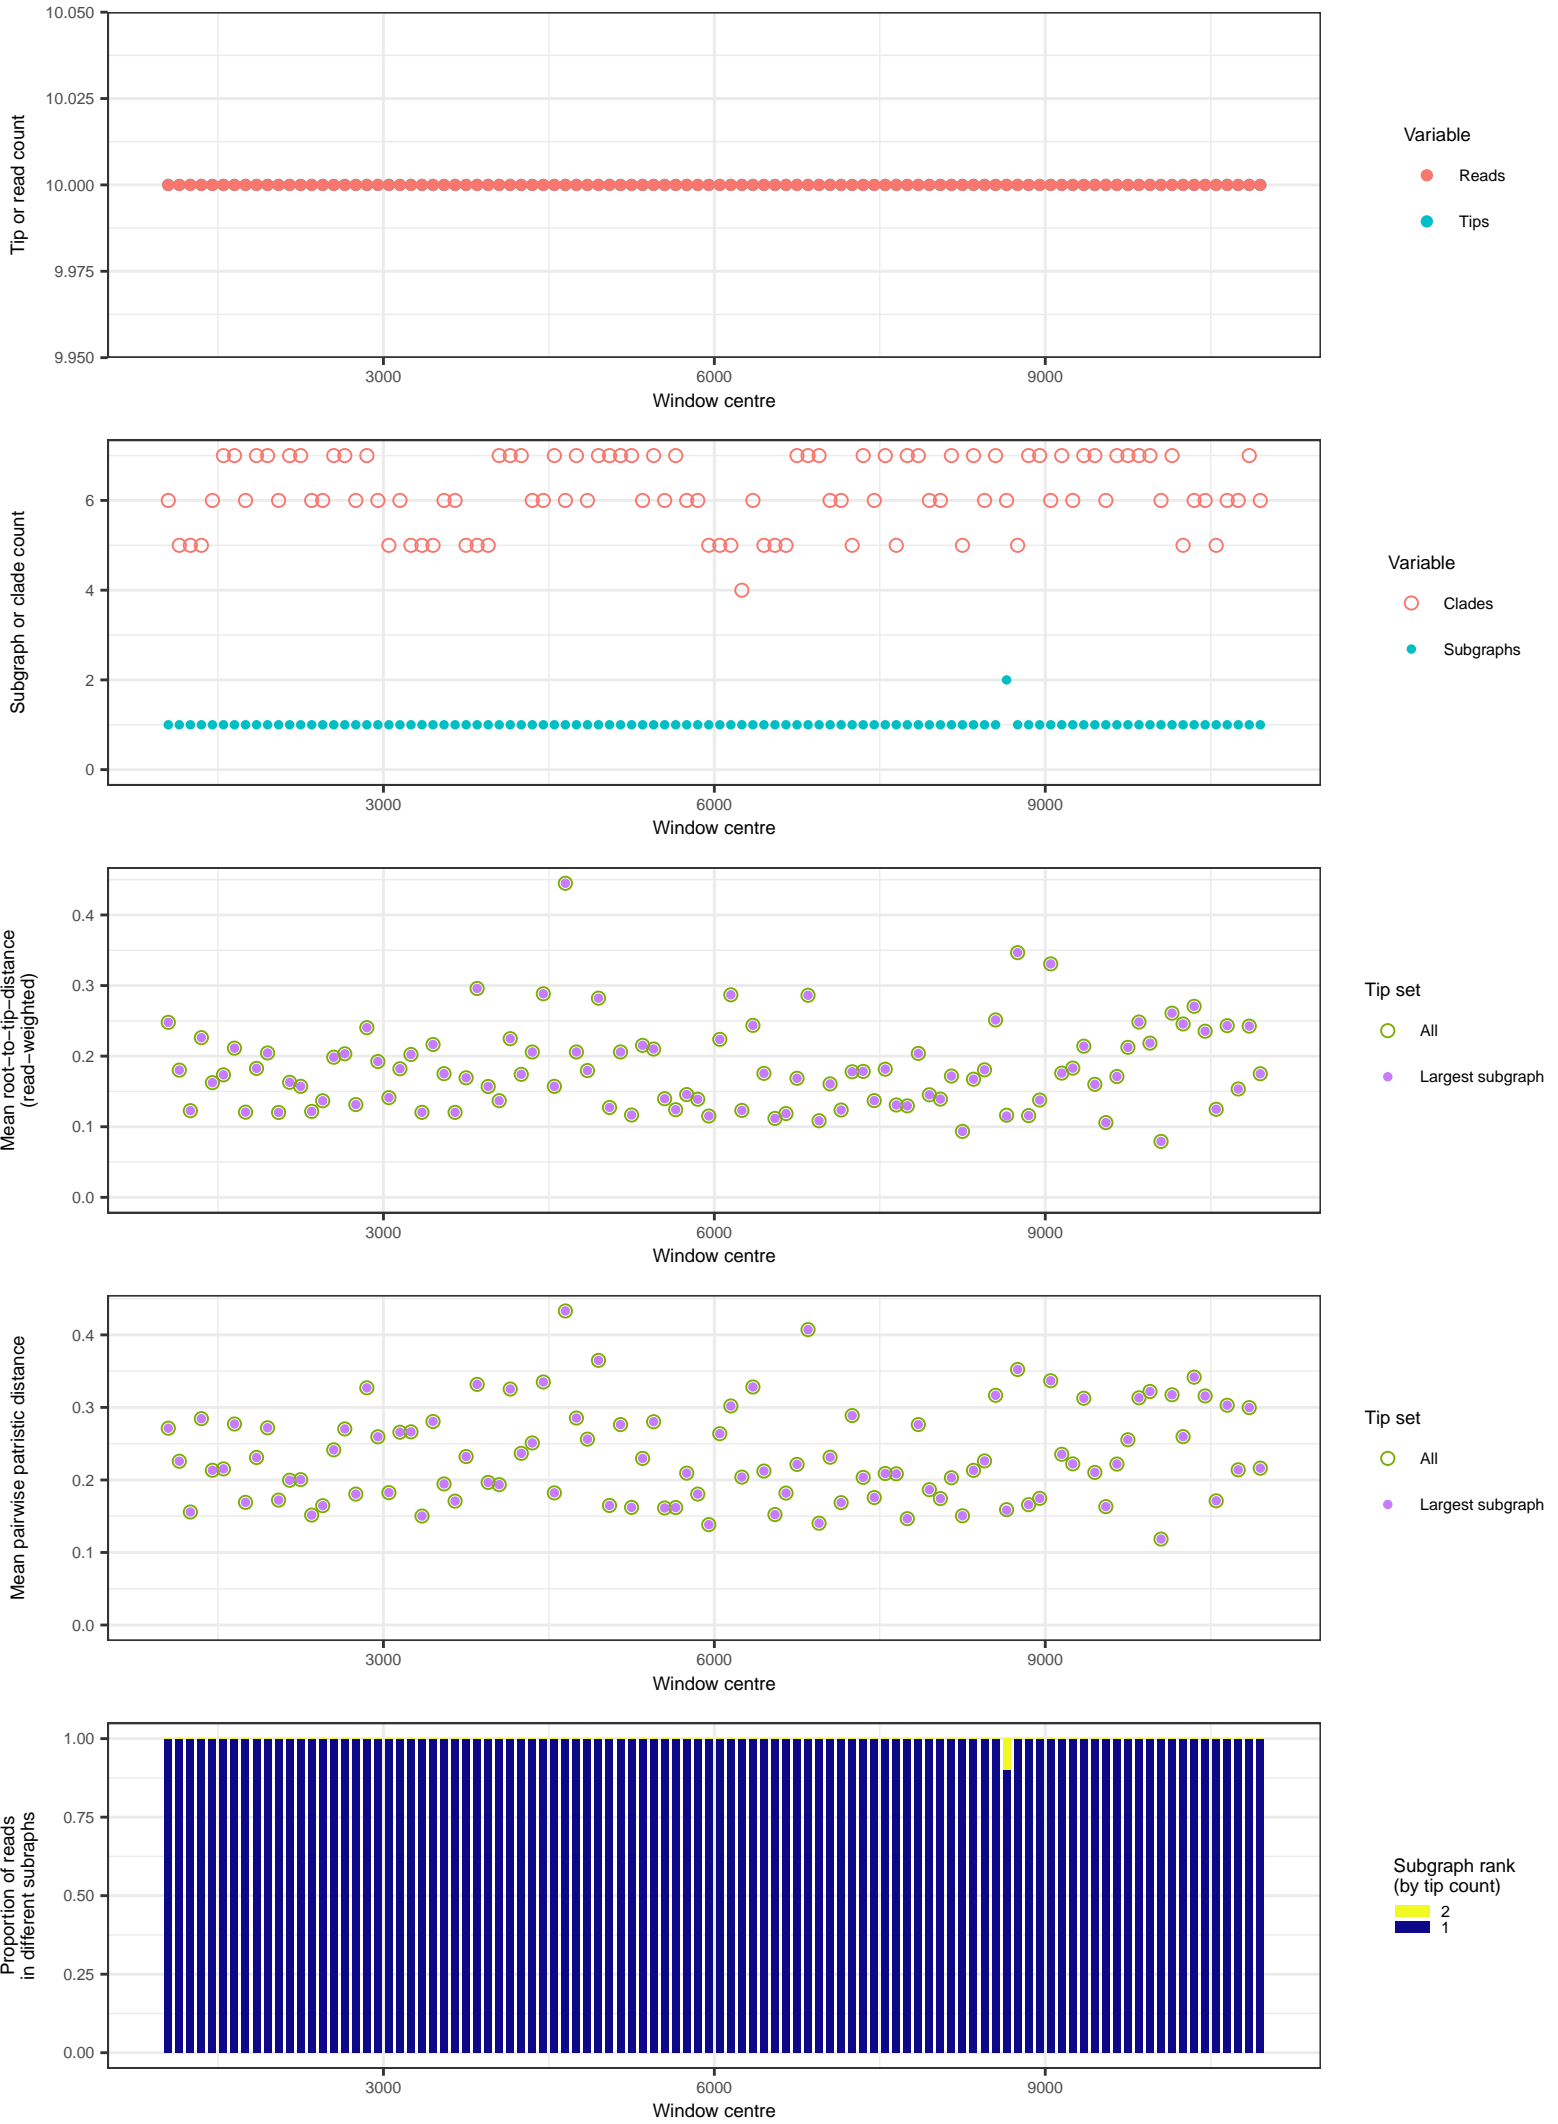 10.050
10.025
10.000
9.975
9.950
Tip or read count
3000
6000
9000
Window centre
Variable
Reads
Tips
6
4
2
0
Subgraph or clade count
3000
6000
9000
Window centre
Variable
Clades
Subgraphs
0.4
0.3
0.2
0.1
0.0
Mean root−to−tip−distance
(read−weighted)
3000
6000
9000
Window centre
Tip set
All
Largest subgraph
0.4
0.3
0.2
0.1
0.0
Mean pairwise patristic distance
3000
6000
9000
Window centre
Tip set
All
Largest subgraph
1.00
0.75
0.50
0.25
0.00
Proportion of reads
in different subraphs
3000
6000
9000
Window centre
Subgraph rank
(by tip count)
2
1